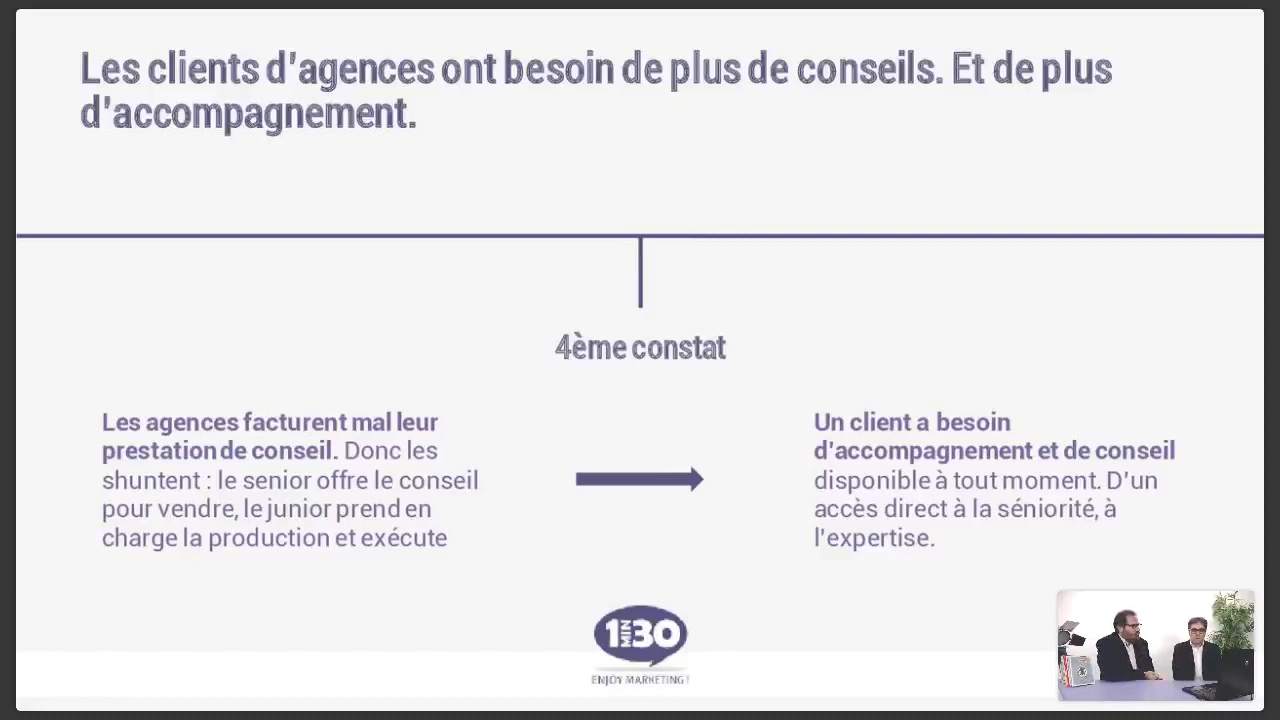 Les clients d'agences ont besoin de plus de conseils. Et de plus
d'accompagnement.
4ème constat
Les agences facturent mal leur
prestation de conseil. Donc les
shuntent : le senior offre le conseil
pour vendre, le junior prend en
charge la production et exécute
Un client a besoin
d'accompagnement et de conseil
disponible à tout moment. D'un
accès direct à la séniorité, à
l'expertise.
1MIN30
ENJOY MARKETING !